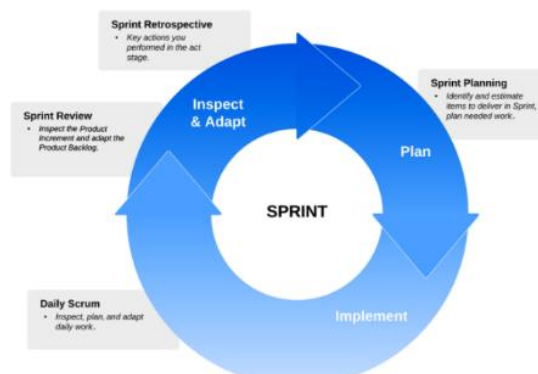 Sprint Retrospective
• Key actions you
performed in the act
stage.
Sprint Planning
• Identify and estimate
items to deliver in Sprint,
plan needed work.
Inspect
& Adapt
Sprint Review
• Inspect the Product
Increment and adapt the
Product Backlog.
Plan
SPRINT
Daily Scrum
• Inspect, plan, and adapt
daily work.
Implement